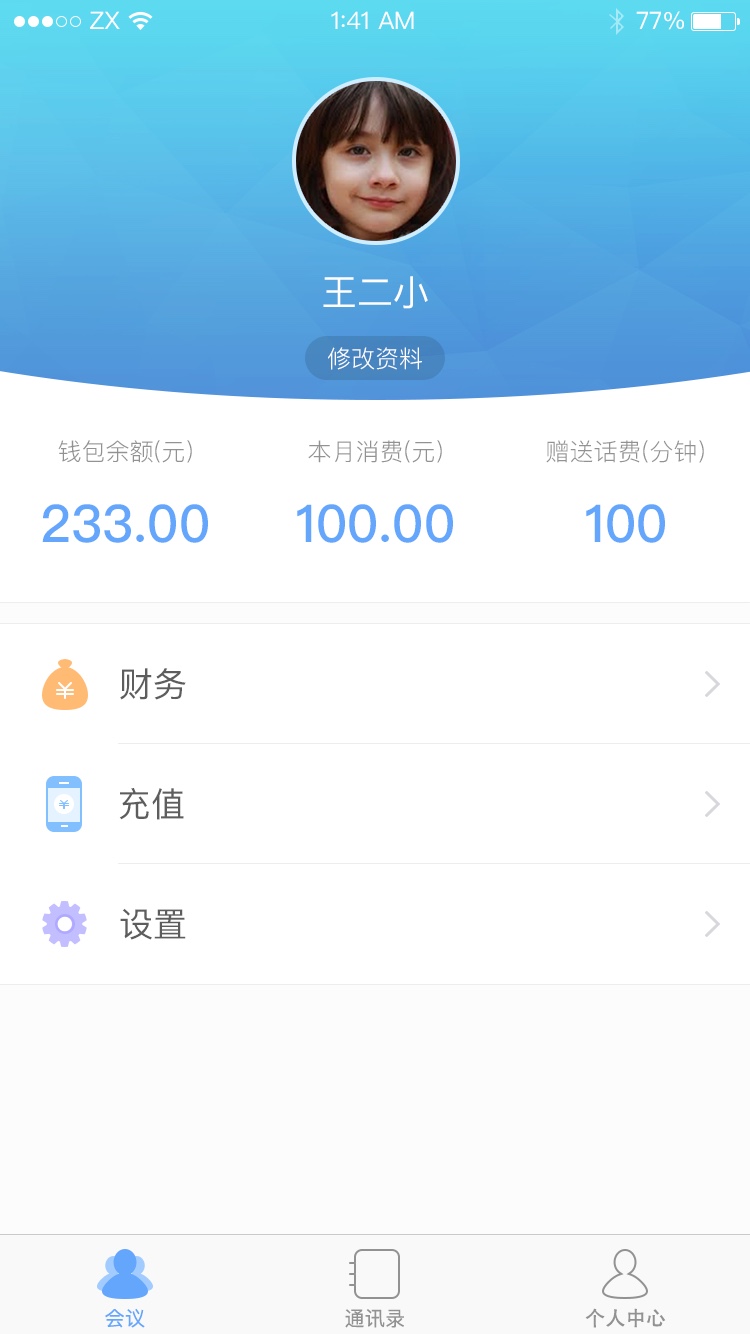 ZX 1:41 AM 77%
王二小
修改资料
钱包余额(元) 本月消费(元) 赠送话费(分钟)
233.00 100.00 100
¥ 财务
¥ 充值
设置
会议 通讯录 个人中心